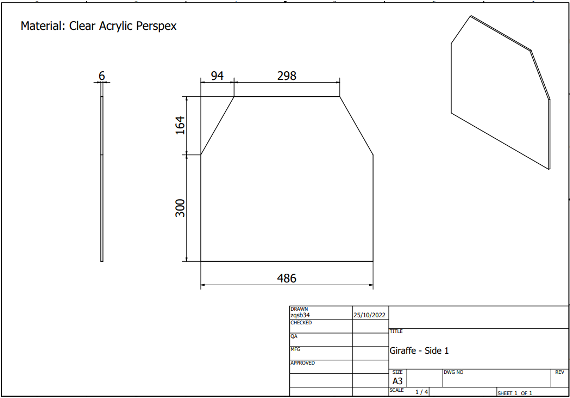 Material: Clear Acrylic Perspex
6
94
298
164
300
486
DRAWN
zqsb34
25/10/2022
CHECKED
QA
MFG
APPROVED
TITLE
Giraffe - Side 1
SIZE
A3
DWG NO
REV
SCALE
1 / 4
SHEET 1 OF 1